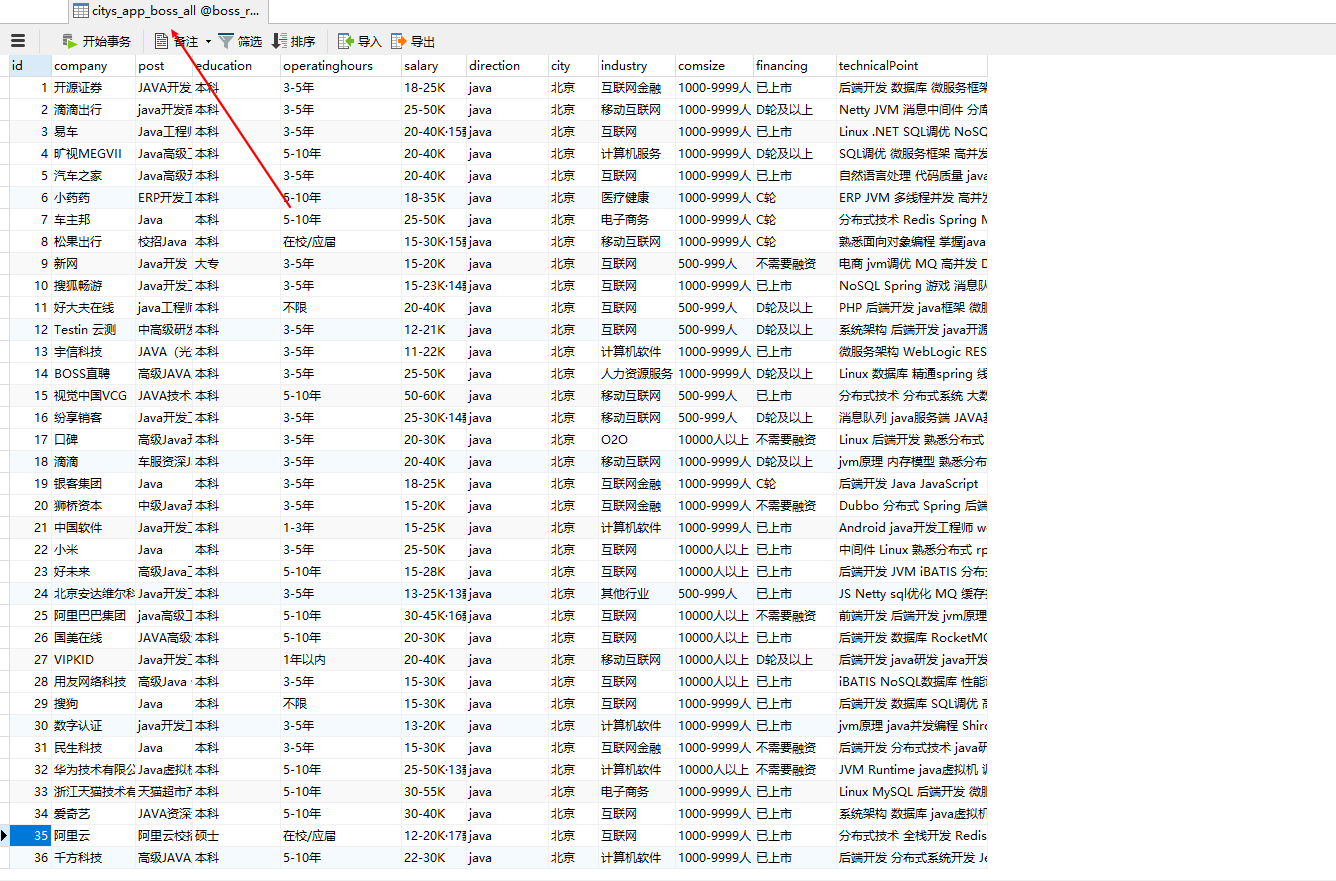 citys_app_boss_all @boss_r...
开始事务 备注 筛选 排序 导入 导出
id company post education operatinghours salary direction city industry comsize financing technicalPoint
1 开源证券 JAVA开发 本科 3-5年 18-25K java 北京 互联网金融 1000-9999人 已上市 后端开发 数据库 微服务框架
2 滴滴出行 java开发高 本科 3-5年 25-50K java 北京 移动互联网 1000-9999人 D轮及以上 Netty JVM 消息中间件 分库
3 易车 Java工程师 本科 3-5年 20-40K·15薪 java 北京 互联网 1000-9999人 已上市 Linux .NET SQL调优 NoSQ
4 旷视MEGVII Java高级工 本科 5-10年 20-40K java 北京 计算机服务 1000-9999人 D轮及以上 SQL调优 微服务框架 高并发
5 汽车之家 Java高级开 本科 3-5年 20-40K java 北京 互联网 1000-9999人 已上市 自然语言处理 代码质量 java
6 小药药 ERP开发工 本科 5-10年 18-35K java 北京 医疗健康 1000-9999人 C轮 ERP JVM 多线程并发 高并发
7 车主邦 Java 本科 5-10年 25-50K java 北京 电子商务 1000-9999人 C轮 分布式技术 Redis Spring M
8 松果出行 校招Java 本科 在校/应届 15-30K·15薪 java 北京 移动互联网 1000-9999人 C轮 熟悉面向对象编程 掌握java
9 新网 Java开发 大专 3-5年 15-20K java 北京 互联网 500-999人 不需要融资 电商 jvm调优 MQ 高并发 D
10 搜狐畅游 Java开发工 本科 3-5年 15-23K·14薪 java 北京 互联网 1000-9999人 已上市 NoSQL Spring 游戏 消息队
11 好大夫在线 java工程师 本科 不限 20-40K java 北京 互联网 500-999人 D轮及以上 PHP 后端开发 java框架 微服
12 Testin 云测 中高级研发 本科 3-5年 12-21K java 北京 互联网 500-999人 D轮及以上 系统架构 后端开发 java开源
13 宇信科技 JAVA（光 本科 3-5年 11-22K java 北京 计算机软件 1000-9999人 已上市 微服务架构 WebLogic RES
14 BOSS直聘 高级JAVA 本科 3-5年 25-50K java 北京 人力资源服务 1000-9999人 D轮及以上 Linux 数据库 精通spring 线
15 视觉中国VCG JAVA技术 本科 5-10年 50-60K java 北京 移动互联网 500-999人 已上市 分布式技术 分布式系统 大数
16 纷享销客 Java开发工 本科 3-5年 25-30K·14薪 java 北京 移动互联网 500-999人 D轮及以上 消息队列 java服务端 JAVA基
17 口碑 高级Java开 本科 3-5年 20-30K java 北京 O2O 10000人以上 不需要融资 Linux 后端开发 熟悉分布式
18 滴滴 车服资深J 本科 3-5年 20-40K java 北京 移动互联网 1000-9999人 D轮及以上 jvm原理 内存模型 熟悉分布
19 银客集团 Java 本科 3-5年 18-25K java 北京 互联网金融 1000-9999人 C轮 后端开发 Java JavaScript
20 狮桥资本 中级Java开 本科 3-5年 15-20K java 北京 互联网金融 1000-9999人 不需要融资 Dubbo 分布式 Spring 后端
21 中国软件 Java开发工 本科 1-3年 15-25K java 北京 计算机软件 1000-9999人 已上市 Android java开发工程师 we
22 小米 Java 本科 3-5年 25-50K java 北京 互联网 10000人以上 已上市 中间件 Linux 熟悉分布式 rp
23 好未来 高级Java工 本科 5-10年 15-28K java 北京 互联网 10000人以上 已上市 后端开发 JVM iBATIS 分布式
24 北京安达维尔科 Java开发工 本科 3-5年 13-25K·13薪 java 北京 其他行业 500-999人 已上市 JS Netty sql优化 MQ 缓存
25 阿里巴巴集团 java高级工 本科 5-10年 30-45K·16薪 java 北京 互联网 10000人以上 不需要融资 前端开发 后端开发 jvm原理
26 国美在线 JAVA高级 本科 5-10年 20-30K java 北京 互联网 10000人以上 已上市 后端开发 数据库 RocketMQ
27 VIPKID Java开发工 本科 1年以内 20-40K java 北京 移动互联网 10000人以上 D轮及以上 后端开发 java研发 java开发
28 用友网络科技 高级Java 本科 3-5年 15-30K java 北京 互联网 10000人以上 已上市 iBATIS NoSQL数据库 性能
29 搜狗 Java 本科 不限 15-30K java 北京 互联网 1000-9999人 已上市 后端开发 数据库 SQL调优 高
30 数字认证 java开发工 本科 3-5年 13-20K java 北京 计算机软件 1000-9999人 已上市 jvm原理 java并发编程 Shiro
31 民生科技 Java 本科 3-5年 15-30K java 北京 互联网金融 1000-9999人 不需要融资 后端开发 分布式技术 java研
32 华为技术有限公 Java虚拟机 本科 5-10年 25-50K·13薪 java 北京 计算机软件 10000人以上 不需要融资 JVM Runtime java虚拟机 调
33 浙江天猫技术有 天猫超市产 本科 5-10年 30-55K java 北京 电子商务 1000-9999人 已上市 Linux MySQL 后端开发 微服
34 爱奇艺 JAVA资深 本科 5-10年 30-40K java 北京 互联网 1000-9999人 已上市 系统架构 数据库 java虚拟机
35 阿里云 阿里云校招 硕士 在校/应届 12-20K·17薪 java 北京 互联网 1000-9999人 已上市 分布式技术 全栈开发 Redis
36 千方科技 高级JAVA 本科 5-10年 22-30K java 北京 计算机软件 1000-9999人 已上市 后端开发 分布式系统开发 Je